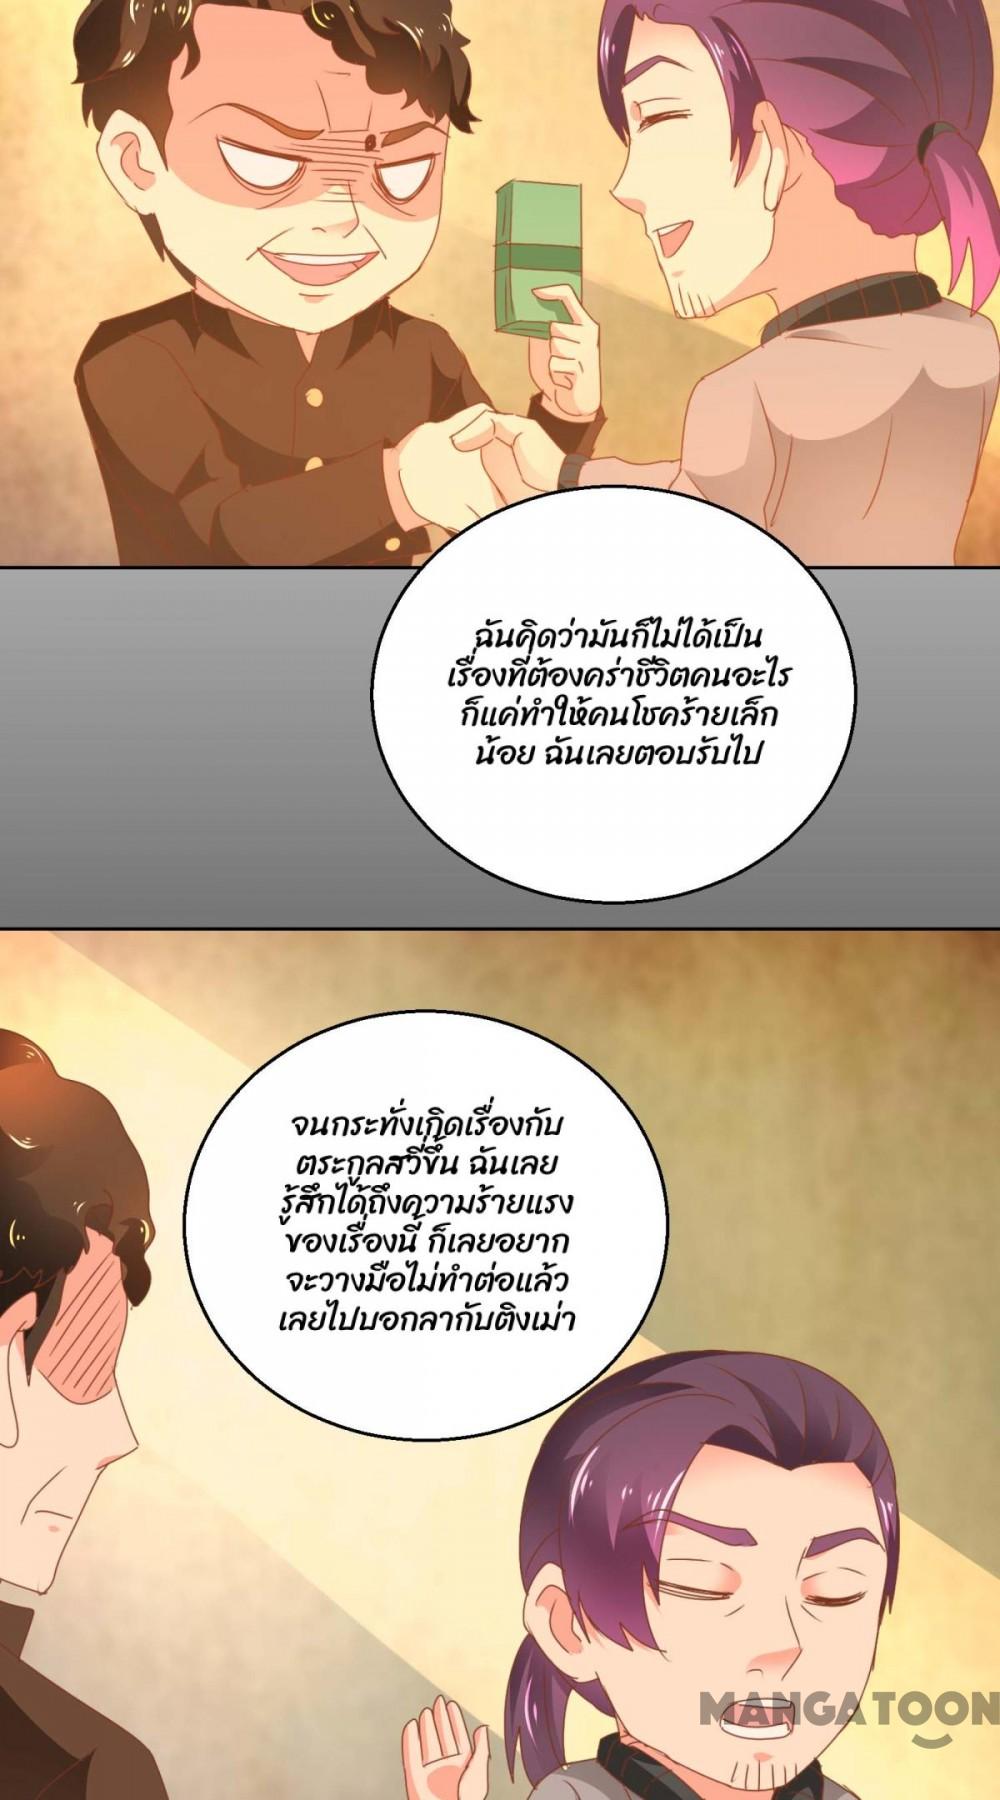 ฉันคิดว่ามันก็ไม่ได้เป็น
เรื่องที่ต้องคร่าชีวิตคนอะไร
ก็แค่ทำให้คนโชคร้ายเล็ก
น้อย ฉันเลยตอบรับไป
จนกระทั่งเกิดเรื่องกับ
ตระกูลสวี่ขึ้น ฉันเลย
รู้สึกได้ถึงความร้ายแรง
ของเรื่องนี้ ก็เลยอยาก
จะวางมือไม่ทำต่อแล้ว
เลยไปบอกลากับติงเม่า
MANGATOON